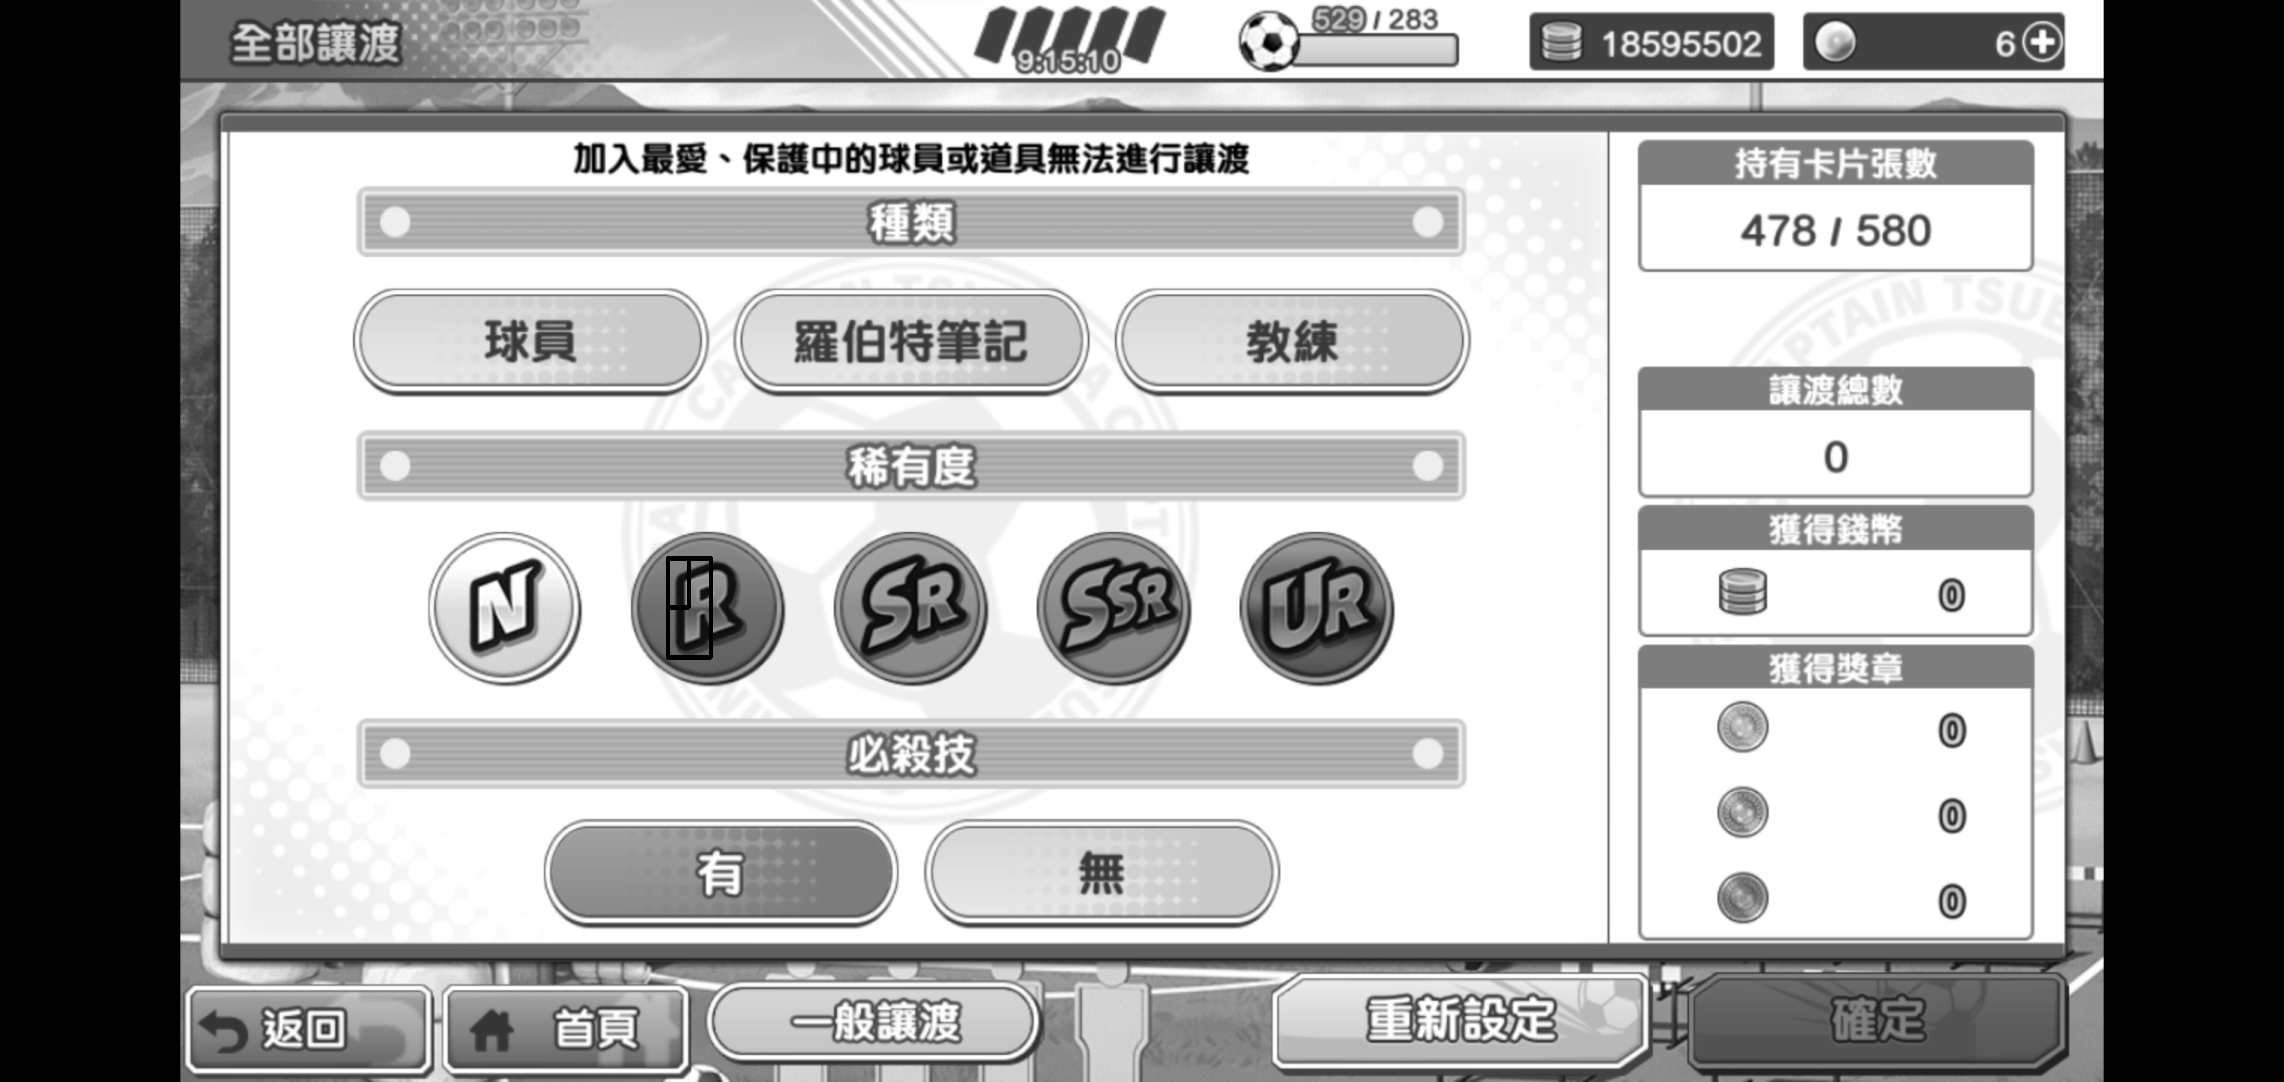 全部讓渡
9:15:10
529 / 283
18595502
6
加入最愛、保護中的球員或道具無法進行讓渡
種類
球員
羅伯特筆記
教練
稀有度
N
R
SR
SSR
UR
必殺技
有
無
持有卡片張數
478 / 580
讓渡總數
0
獲得錢幣
0
獲得獎章
0
0
0
返回
首頁
一般讓渡
重新設定
確定